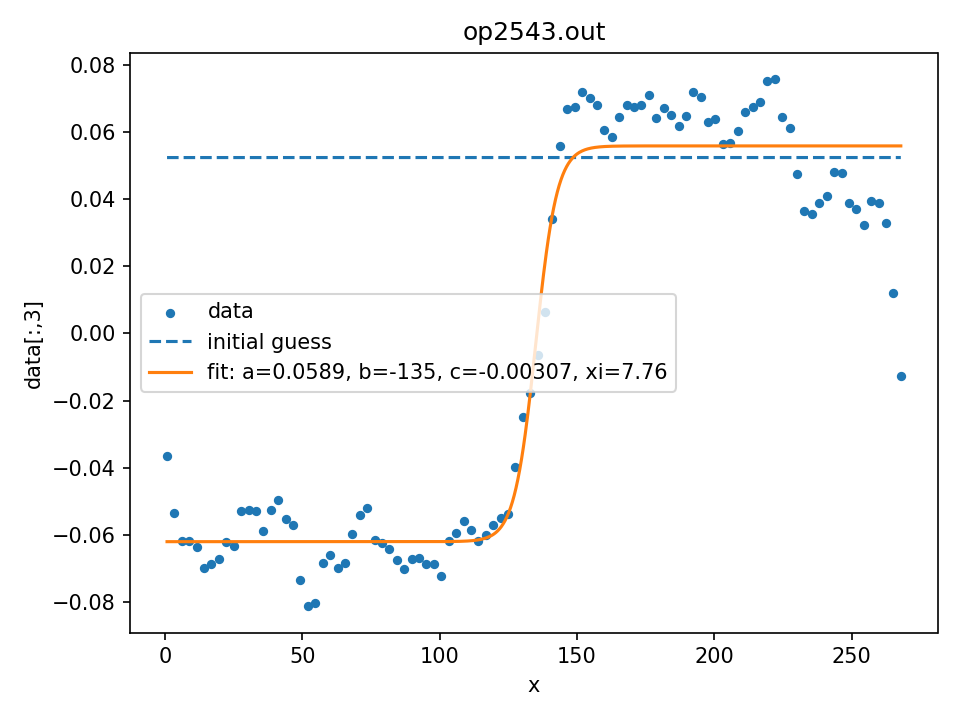 op2543.out
0.08
0.06
0.04
0.02
0.00
−0.02
−0.04
−0.06
−0.08
data[:,3]
data
initial guess
fit: a=0.0589, b=-135, c=-0.00307, xi=7.76
0 50 100 150 200 250
x